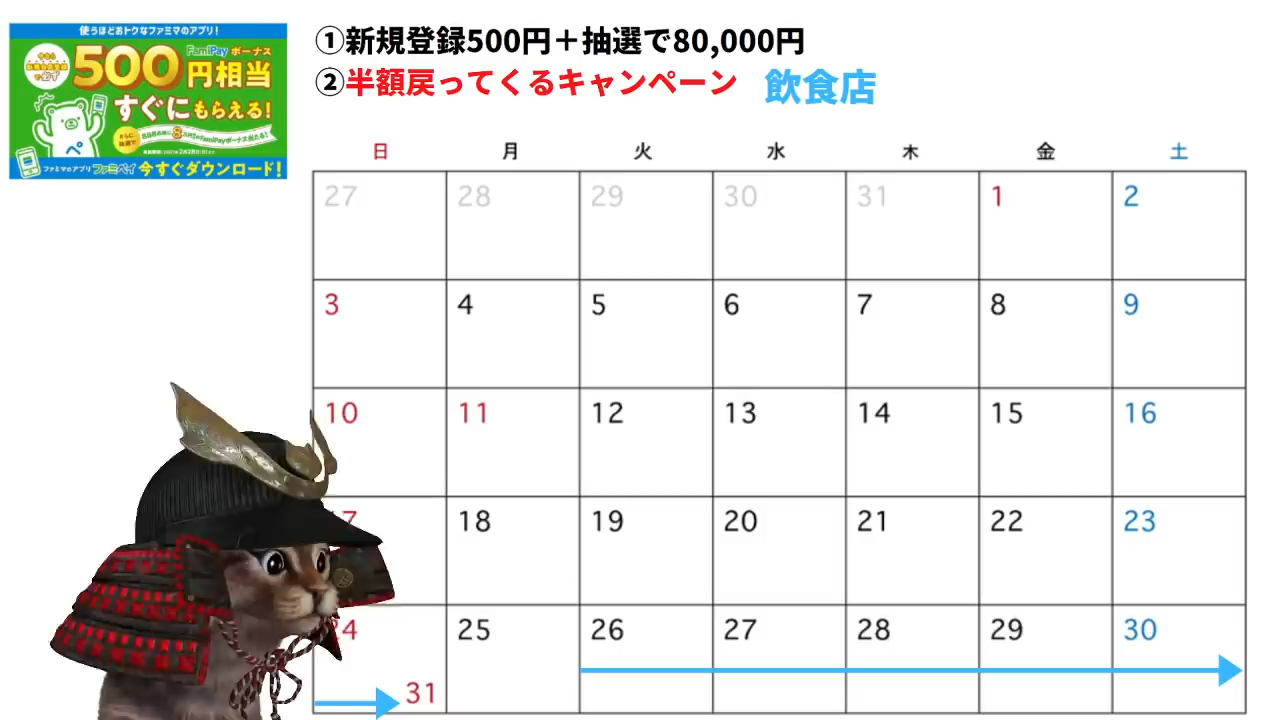 使うほどおトクなファミマのアプリ!
500
FamiPay ボーナス
円相当
すぐにもらえる!
ペ
ファミマのアプリ ファミペイ 今すぐダウンロード!
①新規登録500円+抽選で80,000円
②半額戻ってくるキャンペーン 飲食店
日 月 火 水 木 金 土
27 28 29 30 31 1 2
3 4 5 6 7 8 9
10 11 12 13 14 15 16
17 18 19 20 21 22 23
24 25 26 27 28 29 30
31